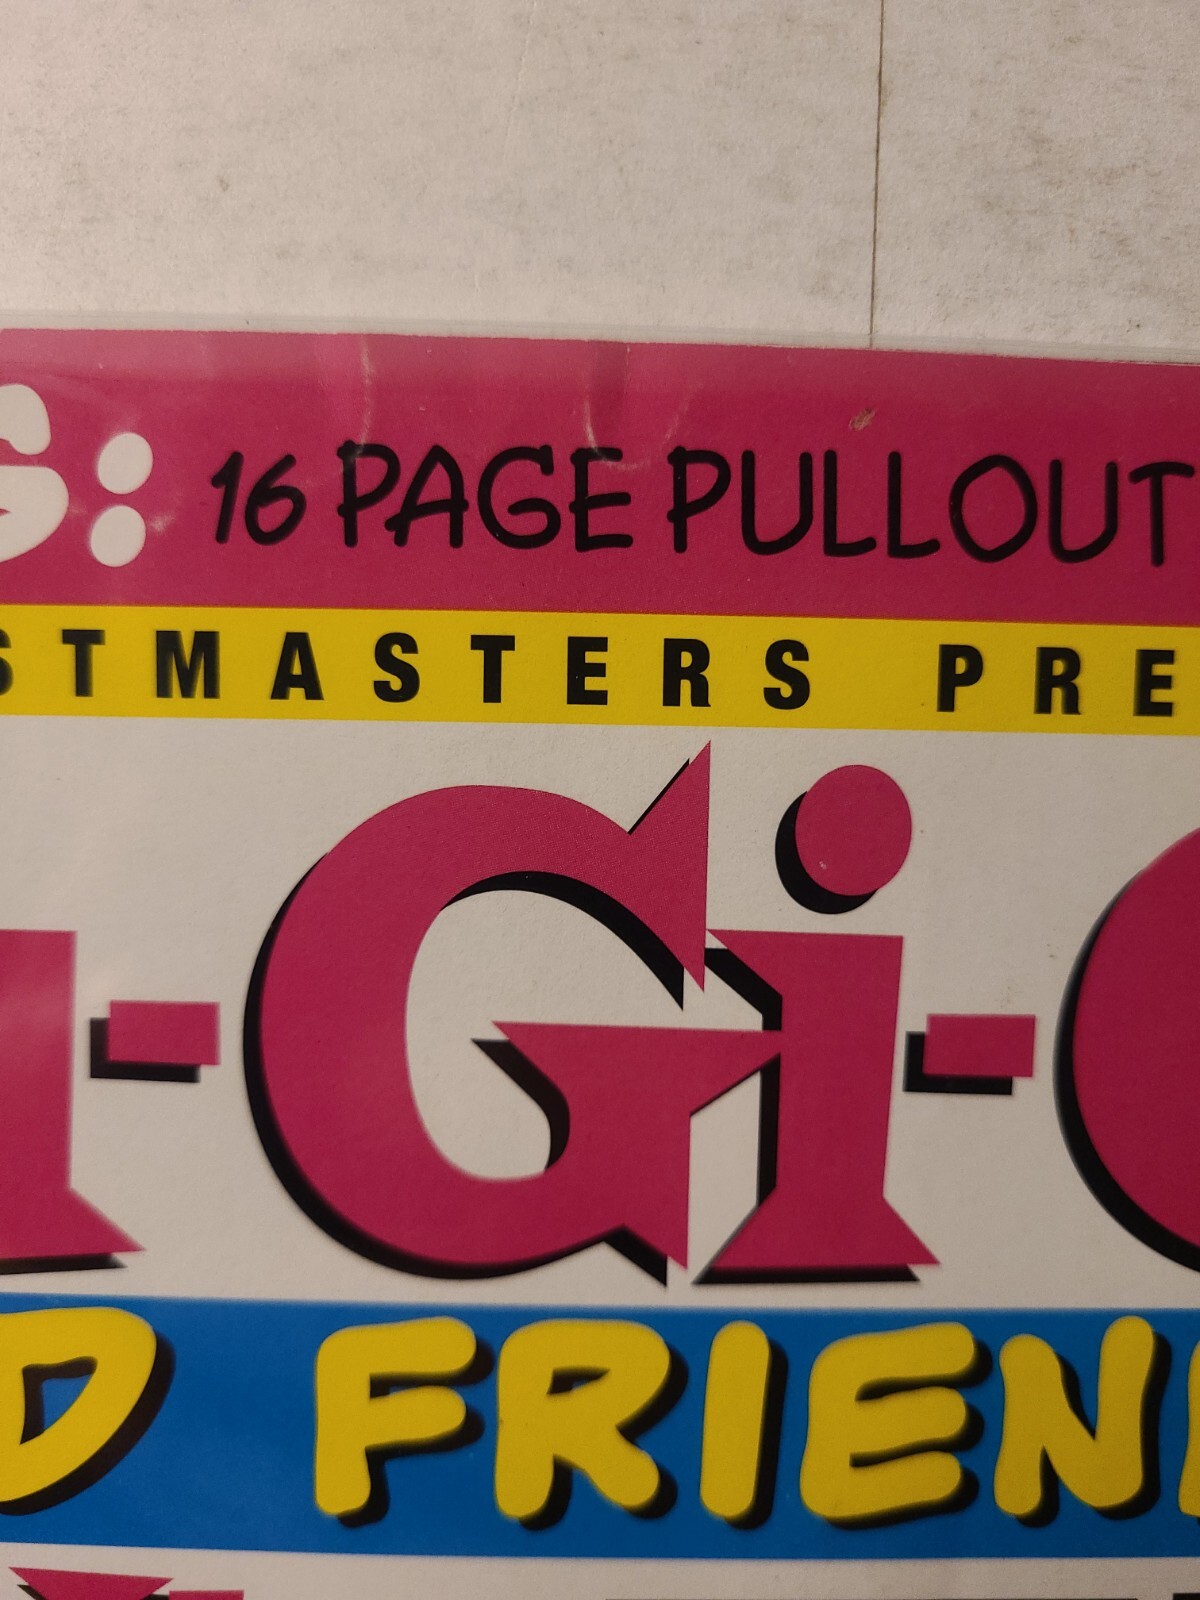 G: 16 PAGE PULLOUT
STMASTERS PRE
-Gi-
D FRIEN